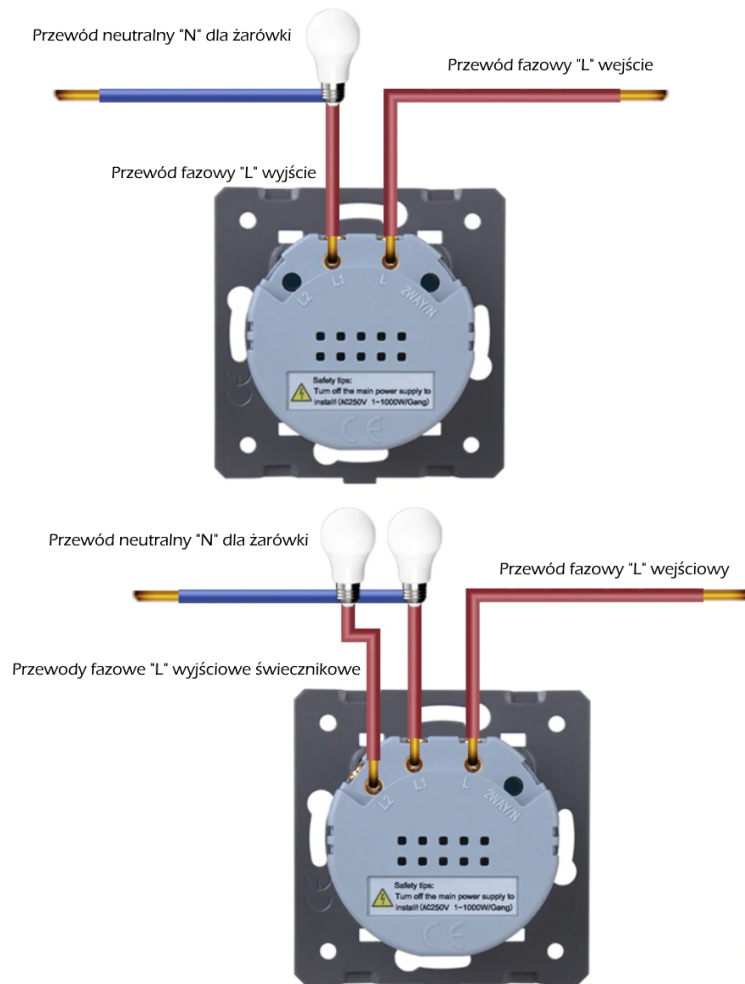 Przewód neutralny "N" dla żarówki
Przewód fazowy "L" wejście
Przewód fazowy "L" wyjście
L2
L1
L
2WAY/N
Safety tips:
Turn off the main power supply to
install! (AC250V 1~1000W/Gang)
CE
CE
Przewód neutralny "N" dla żarówki
Przewód fazowy "L" wejściowy
Przewody fazowe "L" wyjściowe świecznikowe
L2
L1
L
2WAY/N
Safety tips:
Turn off the main power supply to
install! (AC250V 1~1000W/Gang)
CE
CE